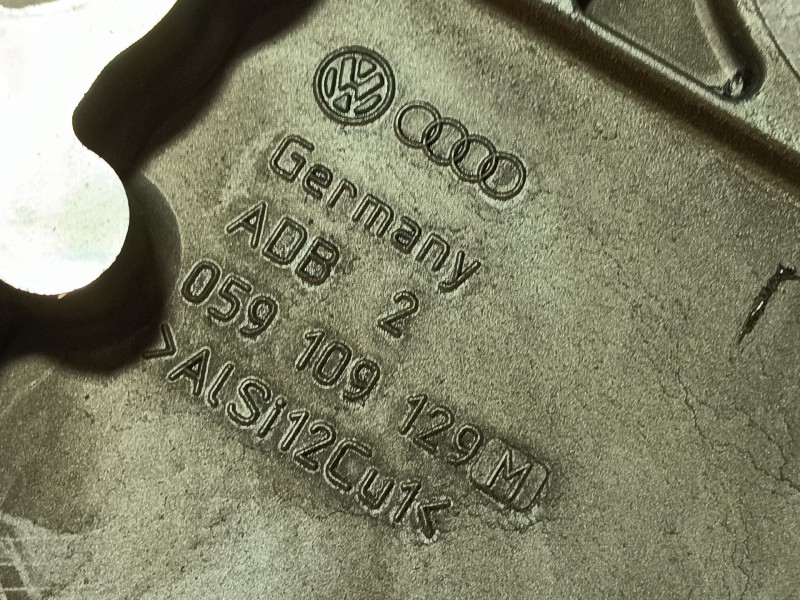 Germany
ADB 2
059 109 129 M
>AlSi12Cu1<